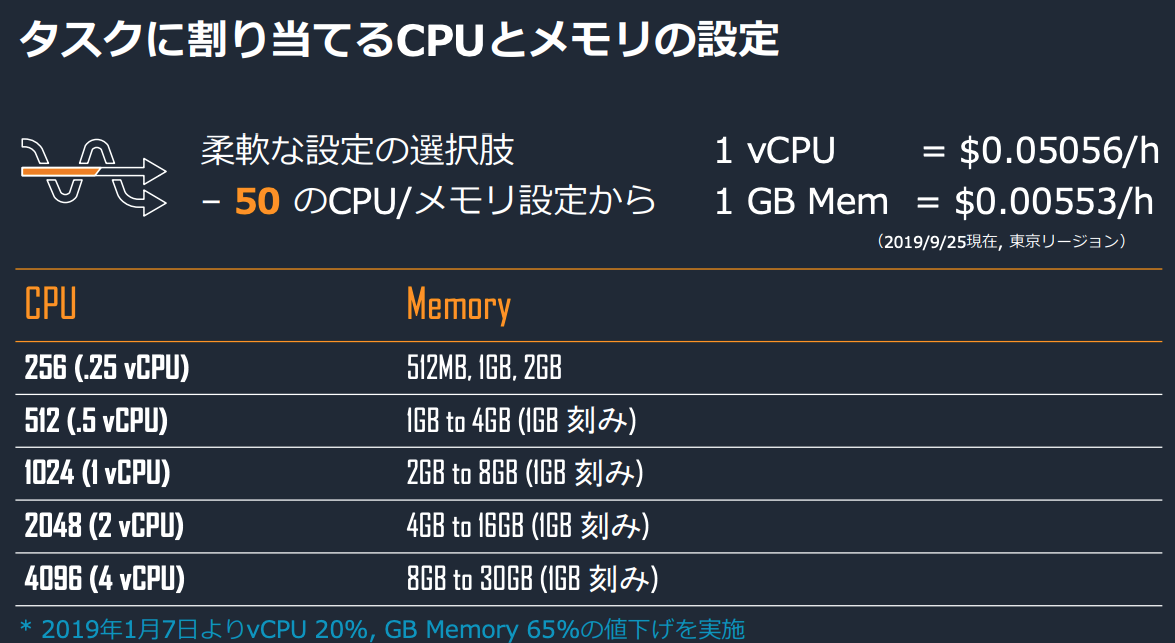 タスクに割り当てるCPUとメモリの設定
柔軟な設定の選択肢
– 50 のCPU/メモリ設定から
1 vCPU = $0.05056/h
1 GB Mem = $0.00553/h
（2019/9/25現在, 東京リージョン）
CPU Memory
256 (.25 vCPU) 512MB, 1GB, 2GB
512 (.5 vCPU) 1GB to 4GB (1GB 刻み)
1024 (1 vCPU) 2GB to 8GB (1GB 刻み)
2048 (2 vCPU) 4GB to 16GB (1GB 刻み)
4096 (4 vCPU) 8GB to 30GB (1GB 刻み)
* 2019年1月7日よりvCPU 20%, GB Memory 65%の値下げを実施